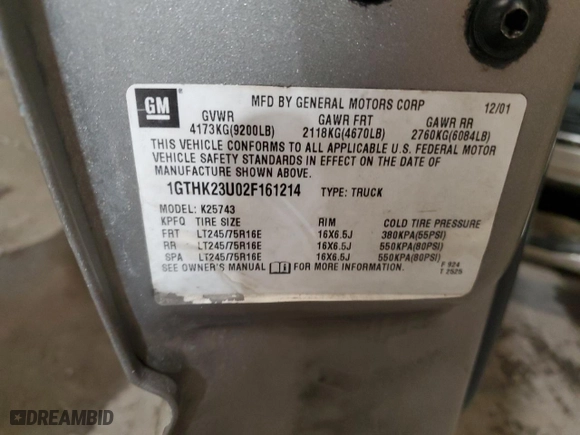 GM
MFD BY GENERAL MOTORS CORP 12/01
GVWR GAWR FRT GAWR RR
4173KG(9200LB) 2118KG(4670LB) 2760KG(6084LB)
THIS VEHICLE CONFORMS TO ALL APPLICABLE U.S. FEDERAL MOTOR
VEHICLE SAFETY STANDARDS IN EFFECT ON THE DATE OF
MANUFACTURE SHOWN ABOVE.
1GTHK23U02F161214 TYPE: TRUCK
MODEL: K25743
KPFQ TIRE SIZE RIM COLD TIRE PRESSURE
FRT LT245/75R16E 16X6.5J 380KPA(55PSI)
RR LT245/75R16E 16X6.5J 550KPA(80PSI)
SPA LT245/75R16E 16X6.5J 550KPA(80PSI)
SEE OWNER'S MANUAL FOR MORE INFORMATION.
F 924
T 2525
DREAMBID